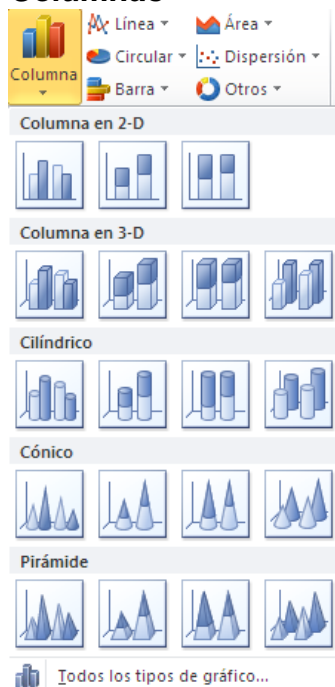 Columnas
Línea
Área
Circular
Dispersión
Columna
Barra
Otros
Columna en 2-D
Columna en 3-D
Cilíndrico
Cónico
Pirámide
Todos los tipos de gráfico...